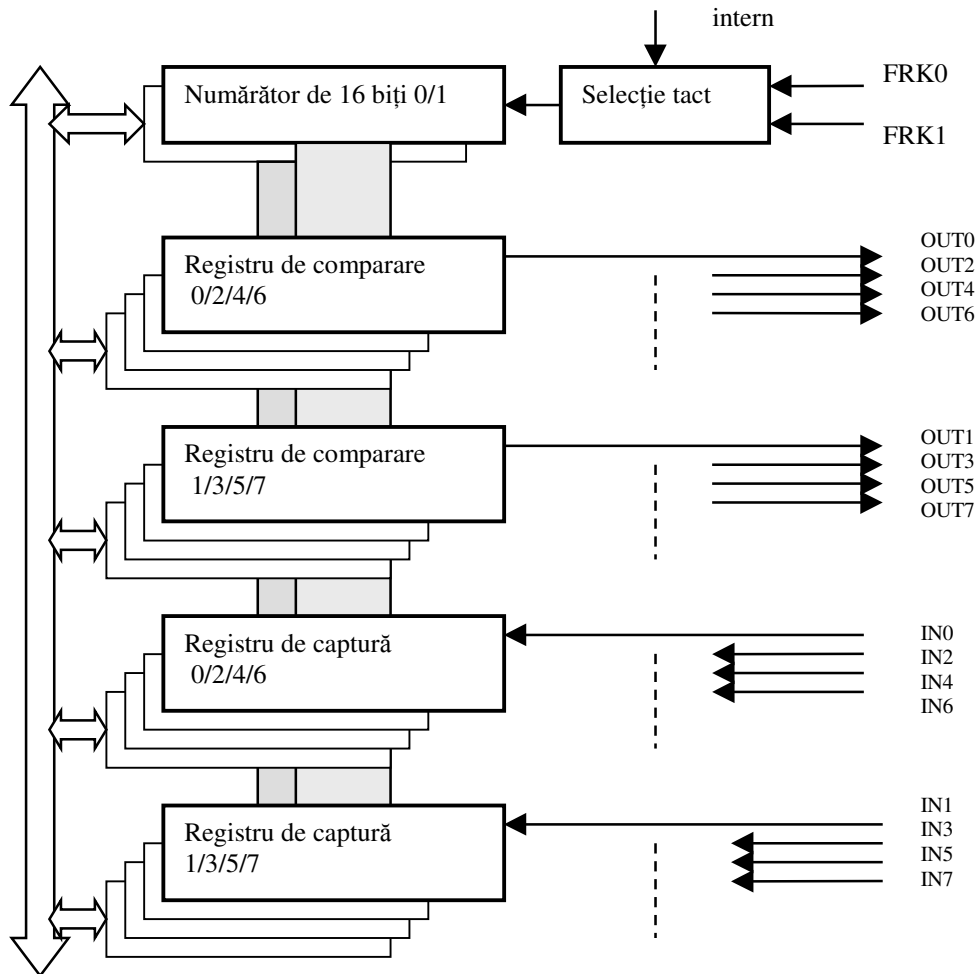 intern
Numărător de 16 biți 0/1
Selecție tact
FRK0
FRK1
Registru de comparare
0/2/4/6
OUT0
OUT2
OUT4
OUT6
Registru de comparare
1/3/5/7
OUT1
OUT3
OUT5
OUT7
Registru de captură
0/2/4/6
IN0
IN2
IN4
IN6
Registru de captură
1/3/5/7
IN1
IN3
IN5
IN7